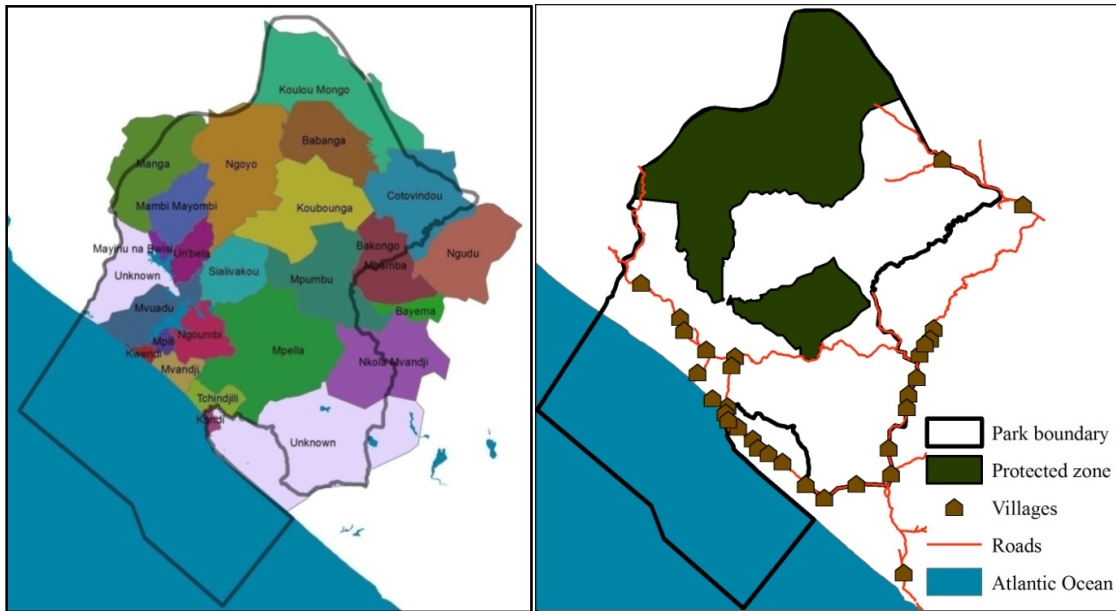 Koulou Mongo
Babanga
Manga
Ngoyo
Cotovindou
Mambi Mayombi
Koubounga
Bakongo
Mayinu na Bwisi
Un'bela
Ngudu
Mbamba
Unknown
Sialivakou
Mpumbu
Mvuadu
Bayema
Ngoumbi
Mpili
Mpella
Kwendi
Nkola Mvandji
Mvandji
Tchindjili
Kondi
Unknown
Park boundary
Protected zone
Villages
Roads
Atlantic Ocean